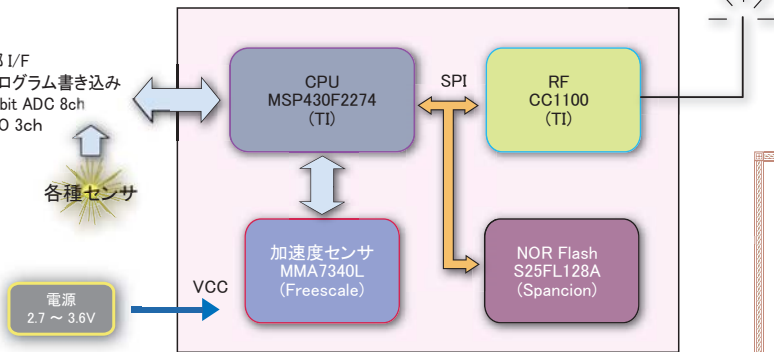 I/F
ログラム書き込み
bit ADC 8ch
O 3ch
各種センサ
電源
2.7 ～ 3.6V
VCC
CPU
MSP430F2274
(TI)
SPI
RF
CC1100
(TI)
加速度センサ
MMA7340L
(Freescale)
NOR Flash
S25FL128A
(Spancion)